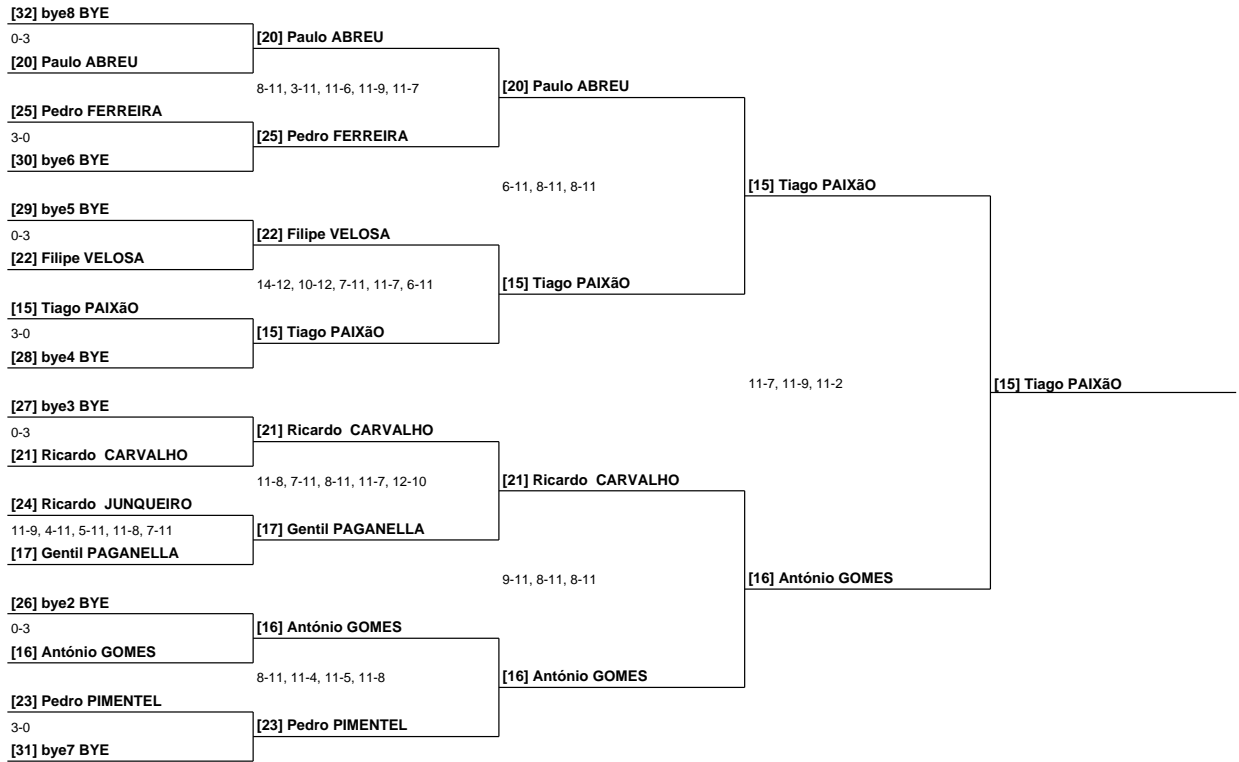 [32] bye8 BYE
0-3
[20] Paulo ABREU
[20] Paulo ABREU
8-11, 3-11, 11-6, 11-9, 11-7
[20] Paulo ABREU
[25] Pedro FERREIRA
3-0
[25] Pedro FERREIRA
[30] bye6 BYE
6-11, 8-11, 8-11
[15] Tiago PAIXãO
[29] bye5 BYE
0-3
[22] Filipe VELOSA
[22] Filipe VELOSA
14-12, 10-12, 7-11, 11-7, 6-11
[15] Tiago PAIXãO
[15] Tiago PAIXãO
3-0
[15] Tiago PAIXãO
[28] bye4 BYE
11-7, 11-9, 11-2
[15] Tiago PAIXãO
[27] bye3 BYE
0-3
[21] Ricardo  CARVALHO
[21] Ricardo  CARVALHO
11-8, 7-11, 8-11, 11-7, 12-10
[21] Ricardo  CARVALHO
[24] Ricardo  JUNQUEIRO
11-9, 4-11, 5-11, 11-8, 7-11
[17] Gentil PAGANELLA
[17] Gentil PAGANELLA
9-11, 8-11, 8-11
[16] António GOMES
[26] bye2 BYE
0-3
[16] António GOMES
[16] António GOMES
8-11, 11-4, 11-5, 11-8
[16] António GOMES
[23] Pedro PIMENTEL
3-0
[23] Pedro PIMENTEL
[31] bye7 BYE